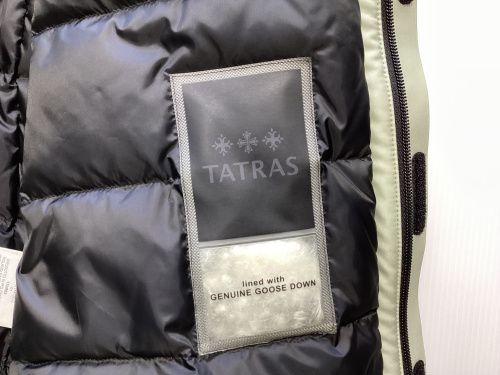 TATRAS
lined with
GENUINE GOOSE DOWN